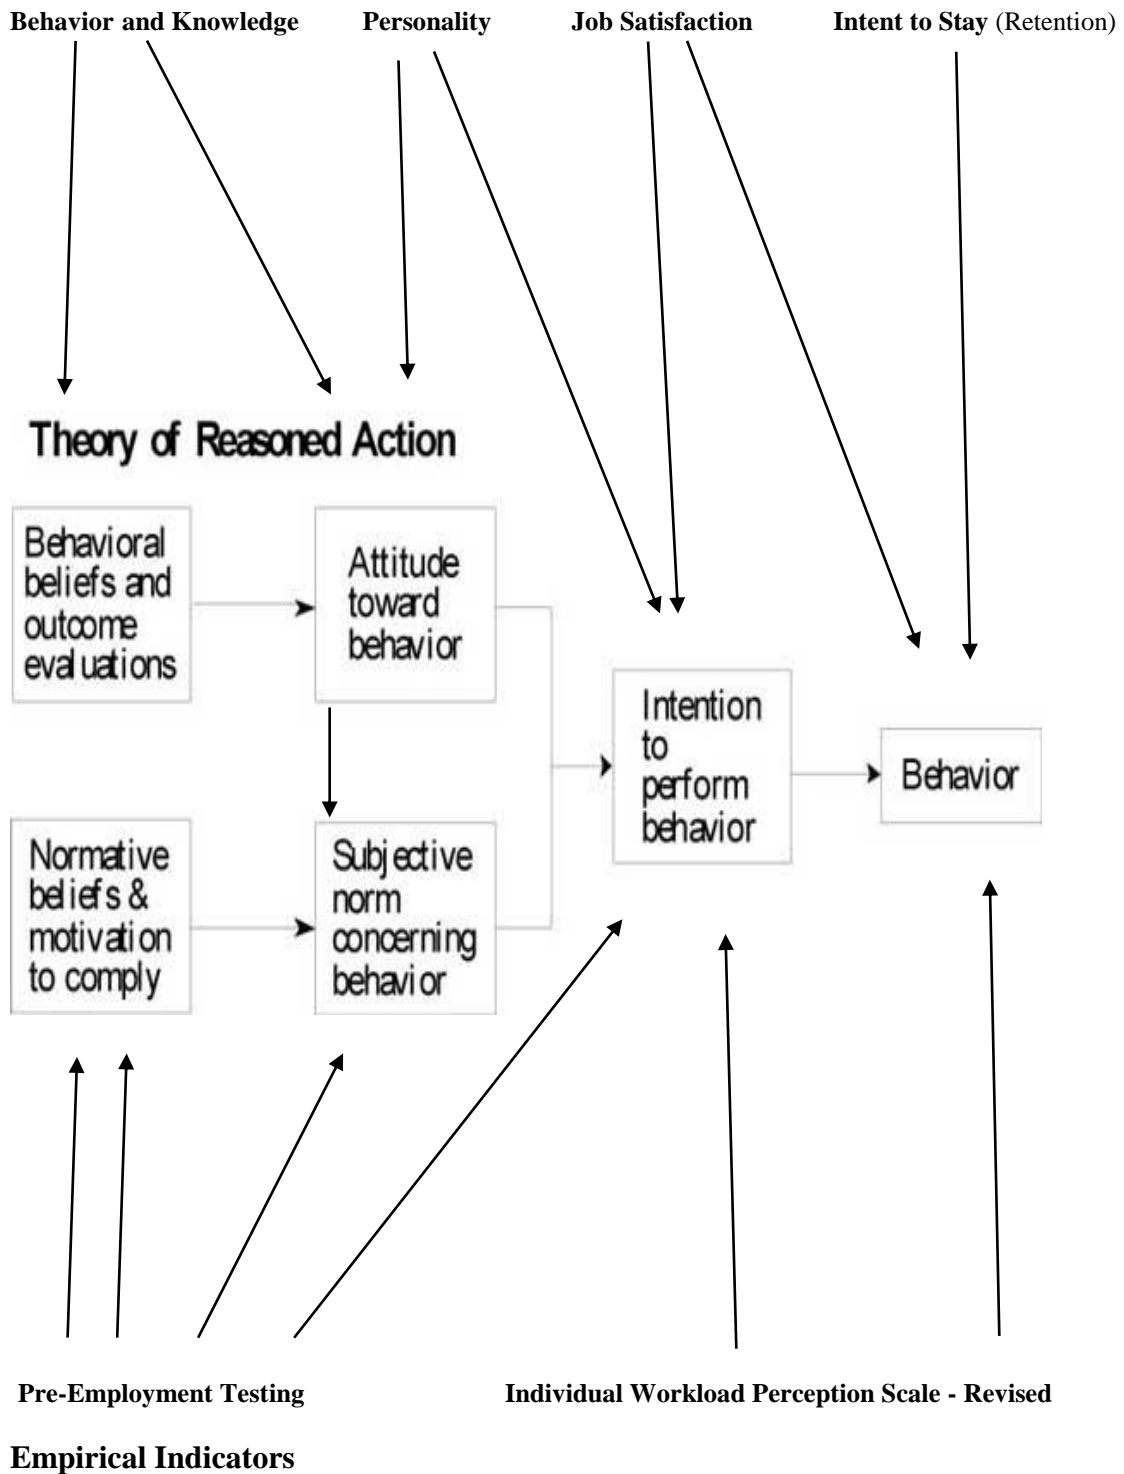 Behavior and Knowledge Personality Job Satisfaction Intent to Stay (Retention)
Theory of Reasoned Action
Behavioral
beliefs and
outcome
evaluations
Attitude
toward
behavior
Intention
to
perform
behavior
Behavior
Normative
beliefs &
motivation
to comply
Subjective
norm
concerning
behavior
Pre-Employment Testing Individual Workload Perception Scale - Revised
Empirical Indicators